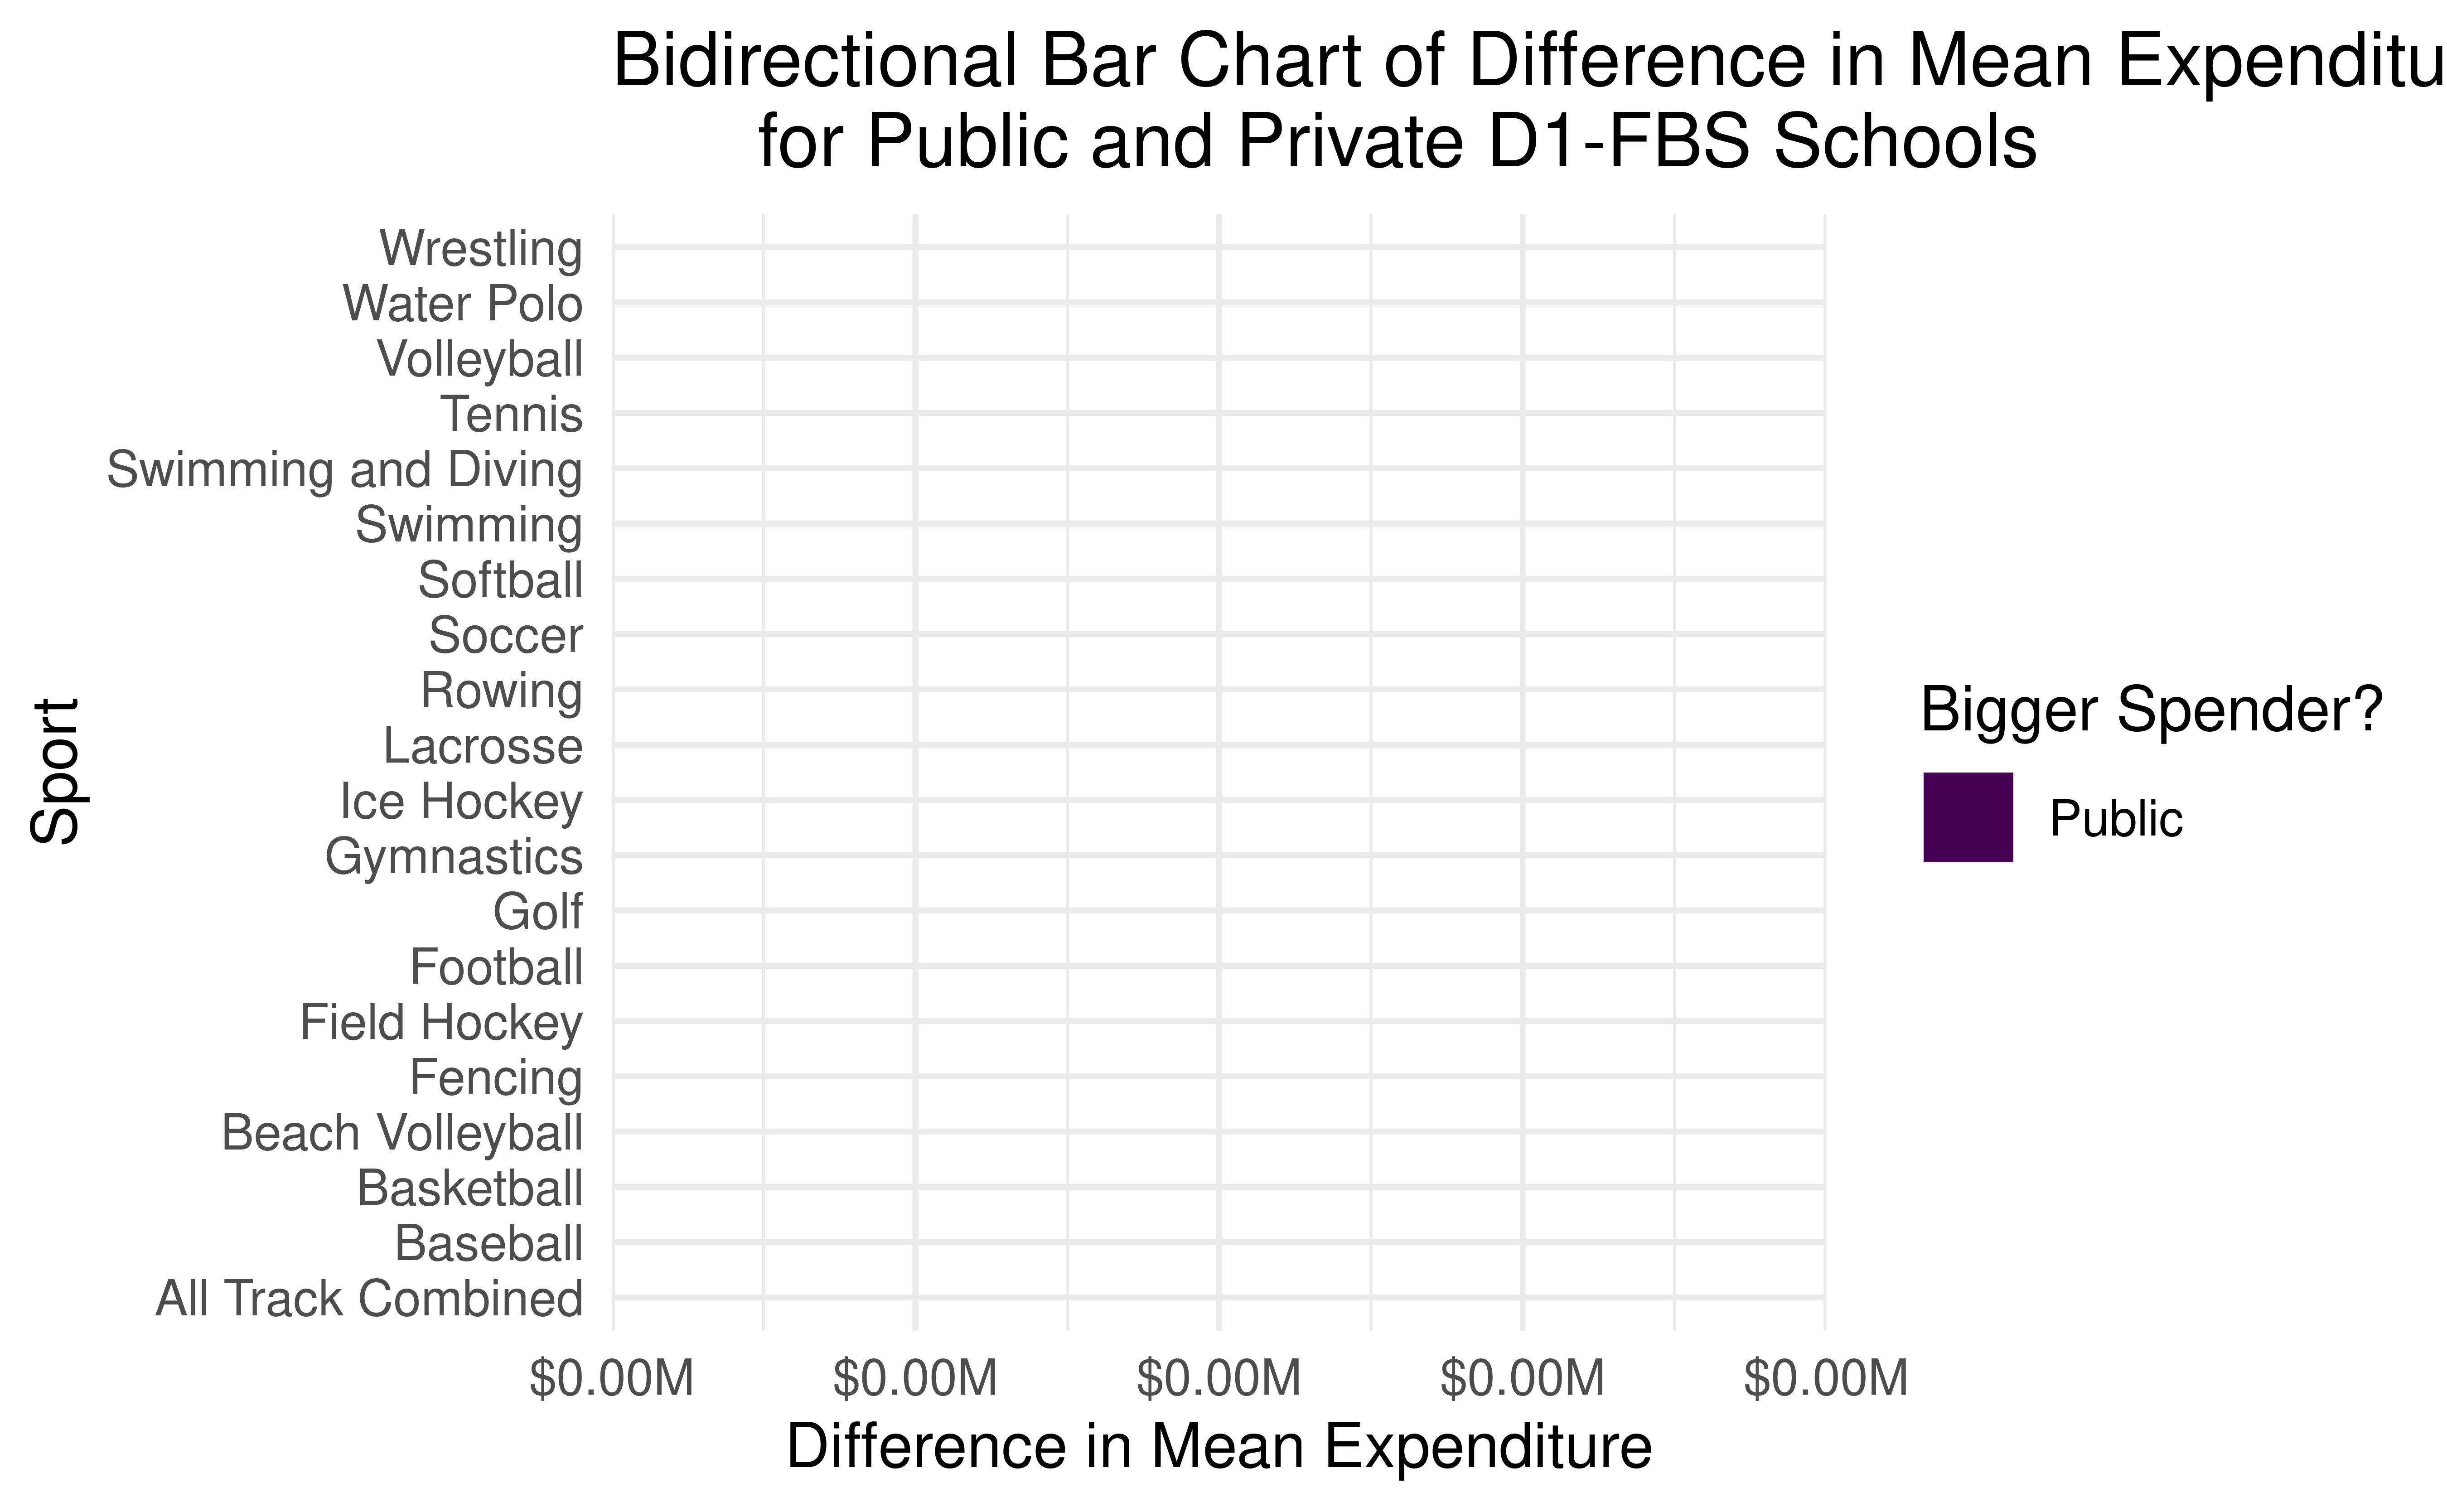 Bidirectional Bar Chart of Difference in Mean Expenditu
for Public and Private D1-FBS Schools
Wrestling
Water Polo
Volleyball
Tennis
Swimming and Diving
Swimming
Softball
Soccer
Rowing
Lacrosse
Ice Hockey
Gymnastics
Golf
Football
Field Hockey
Fencing
Beach Volleyball
Basketball
Baseball
All Track Combined
Sport
$0.00M $0.00M $0.00M $0.00M $0.00M
Difference in Mean Expenditure
Bigger Spender?
Public